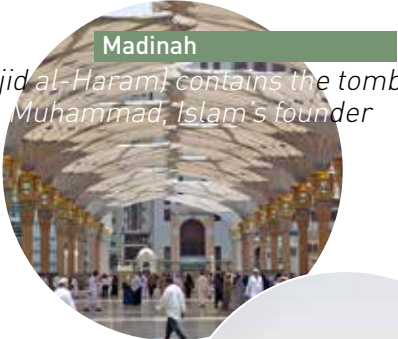 Madinah
jid al-Haram) contains the tomb
Muhammad, Islam's founder